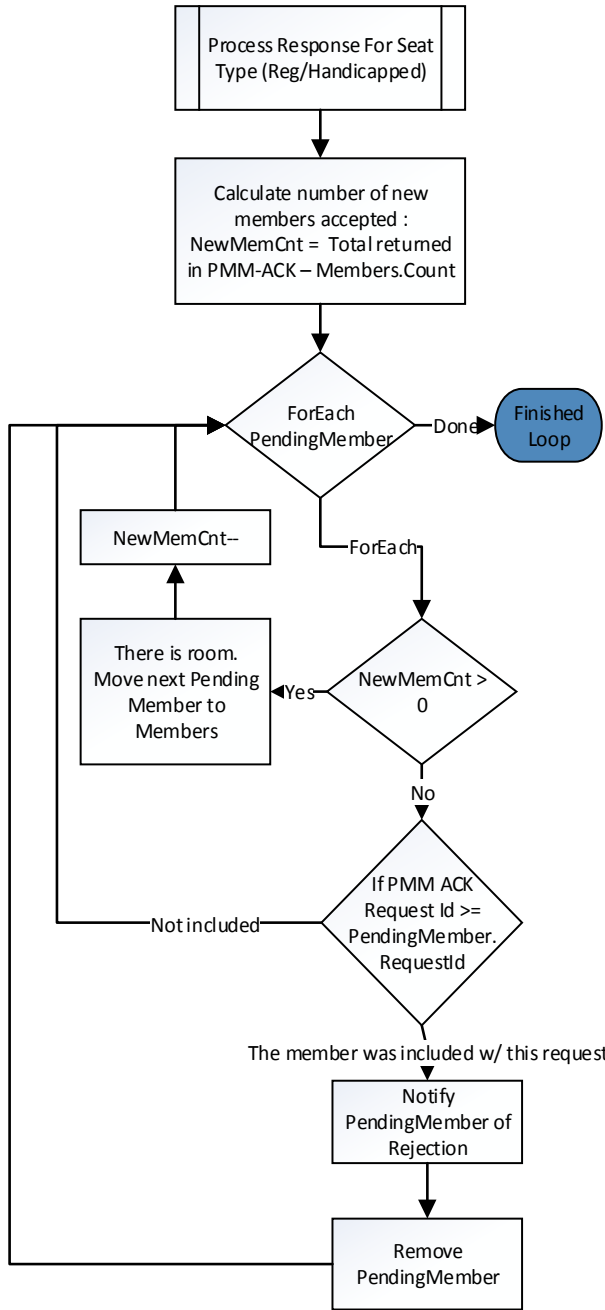 Process Response For Seat
Type (Reg/Handicapped)
Calculate number of new
members accepted :
NewMemCnt = Total returned
in PMM-ACK – Members.Count
ForEach
PendingMember
Done
Finished
Loop
NewMemCnt--
ForEach
There is room.
Move next Pending
Member to
Members
Yes
NewMemCnt >
0
No
If PMM ACK
Request Id >=
PendingMember.
RequestId
Not included
The member was included w/ this request
Notify
PendingMember of
Rejection
Remove
PendingMember